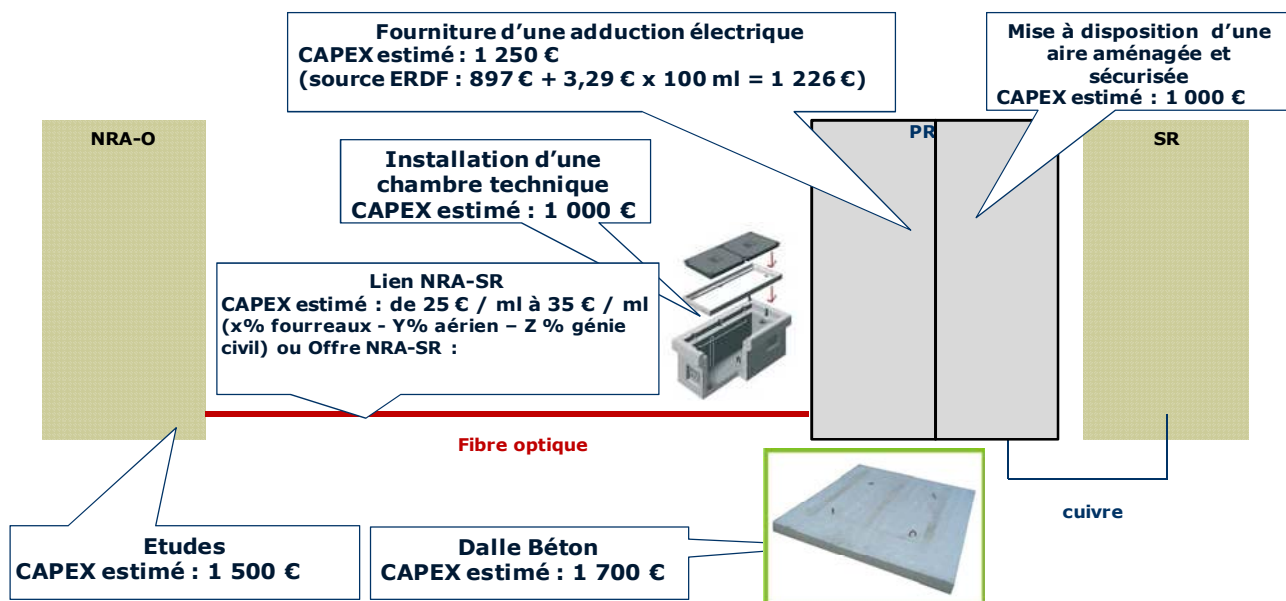 Fourniture d’une adduction électrique
CAPEX estimé : 1 250 €
(source ERDF : 897 € + 3,29 € x 100 ml = 1 226 €)
Mise à disposition d’une
aire aménagée et
sécurisée
CAPEX estimé : 1 000 €
NRA-O
PR
SR
Installation d’une
chambre technique
CAPEX estimé : 1 000 €
Lien NRA-SR
CAPEX estimé : de 25 € / ml à 35 € / ml
(x% fourreaux - Y% aérien – Z % génie
civil) ou Offre NRA-SR :
Fibre optique
cuivre
Etudes
CAPEX estimé : 1 500 €
Dalle Béton
CAPEX estimé : 1 700 €